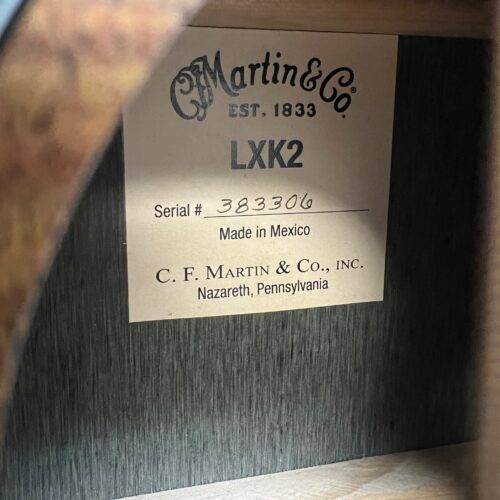 CFMartin & Co.®
EST. 1833
LXK2
Serial # 383306
Made in Mexico
C. F. MARTIN & CO., INC.
Nazareth, Pennsylvania